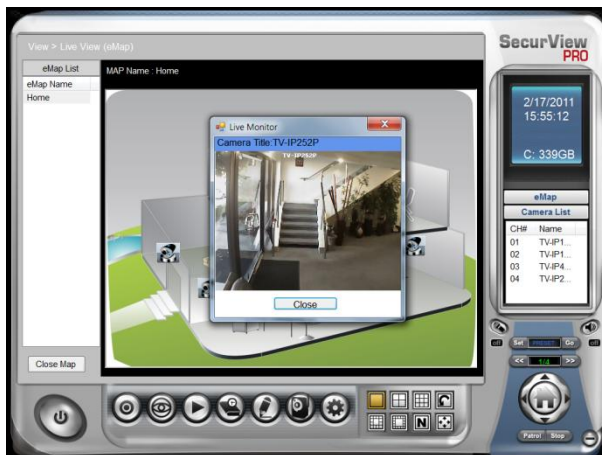 View > Live View (eMap)
SecurView
PRO
eMap List
MAP Name : Home
eMap Name
Home
Live Monitor
Camera Title:TV-IP252P
TV-IP252P
Close
Close Map
2/17/2011
15:55:12
C: 339GB
eMap
Camera List
CH# Name
01 TV-IP1...
02 TV-IP1...
03 TV-IP4...
04 TV-IP2...
off
off
Set PRESET Go
<< 1/4 >>
Patrol Stop
N